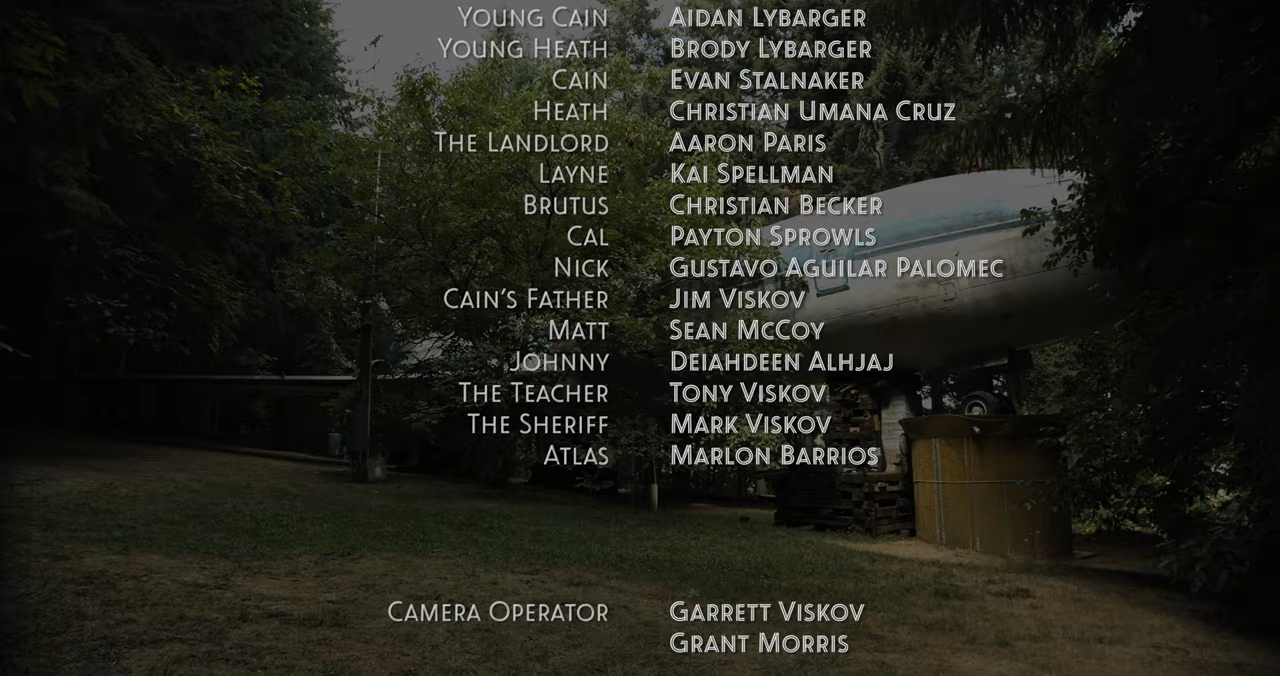 Young Cain Aidan Lybarger
Young Heath Brody Lybarger
Cain Evan Stalnaker
Heath Christian Umana Cruz
The Landlord Aaron Paris
Layne Kai Spellman
Brutus Christian Becker
Cal Payton Sprowls
Nick Gustavo Aguilar Palomec
Cain's Father Jim Viskov
Matt Sean McCoy
Johnny Deiahdeen Alhjaj
The Teacher Tony Viskov
The Sheriff Mark Viskov
Atlas Marlon Barrios
Camera Operator Garrett Viskov
Grant Morris